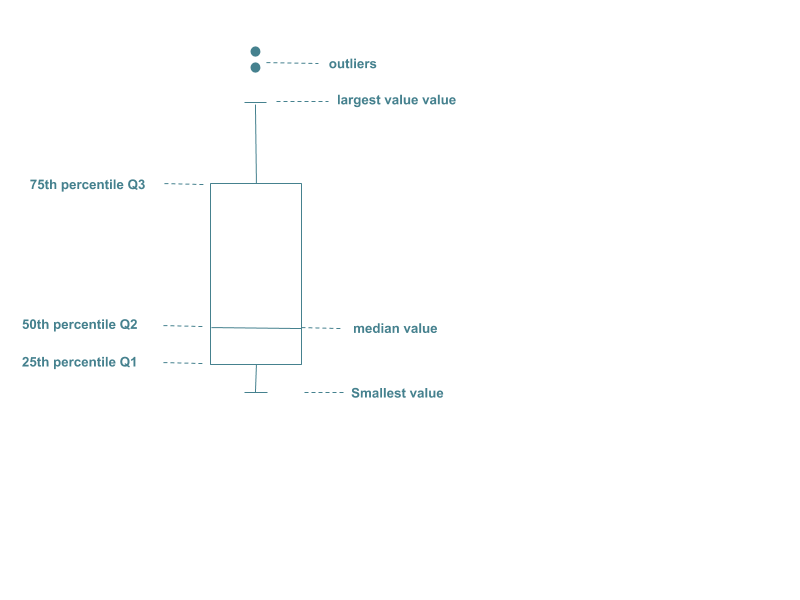 outliers
largest value value
75th percentile Q3
50th percentile Q2
median value
25th percentile Q1
Smallest value